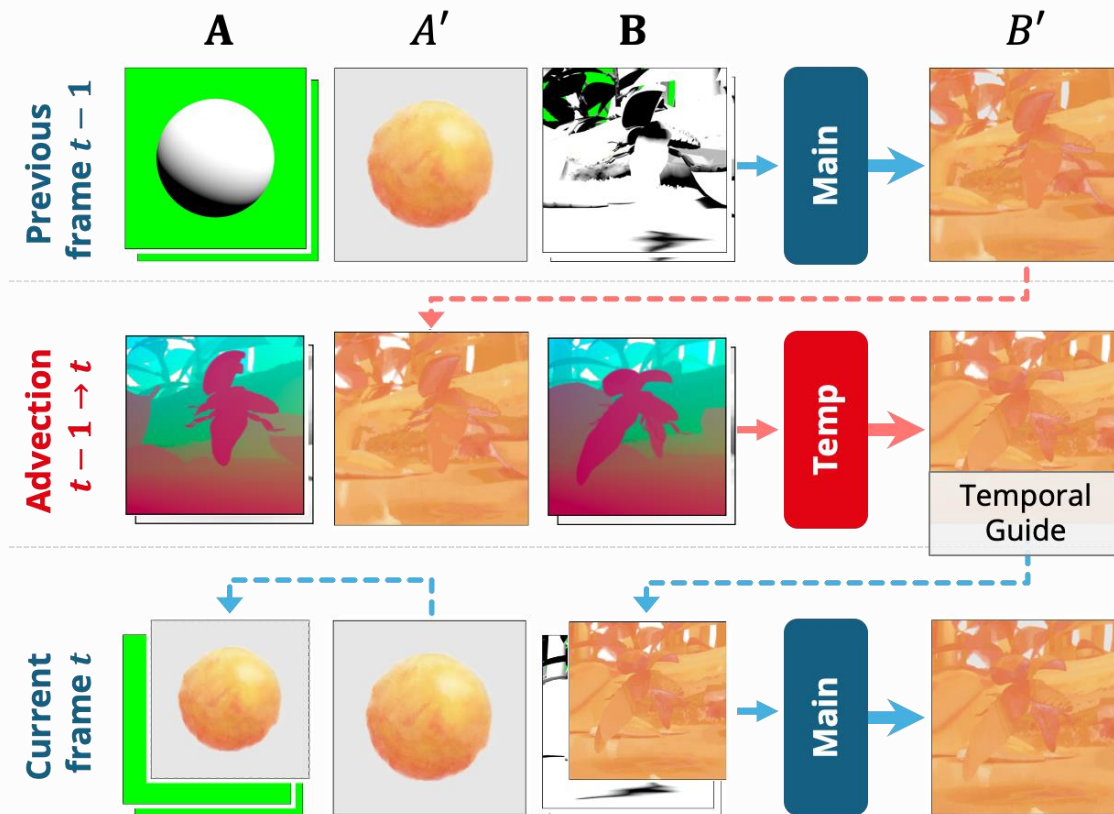 A A′ B B′
Previous
frame t − 1
Main
Advection
t − 1 → t
Temp
Temporal
Guide
Current
frame t
Main